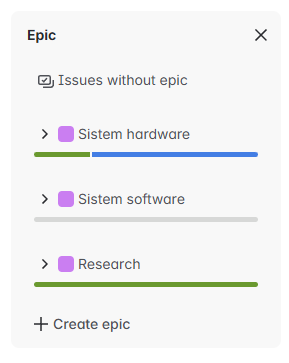 Epic
Issues without epic
Sistem hardware
Sistem software
Research
Create epic